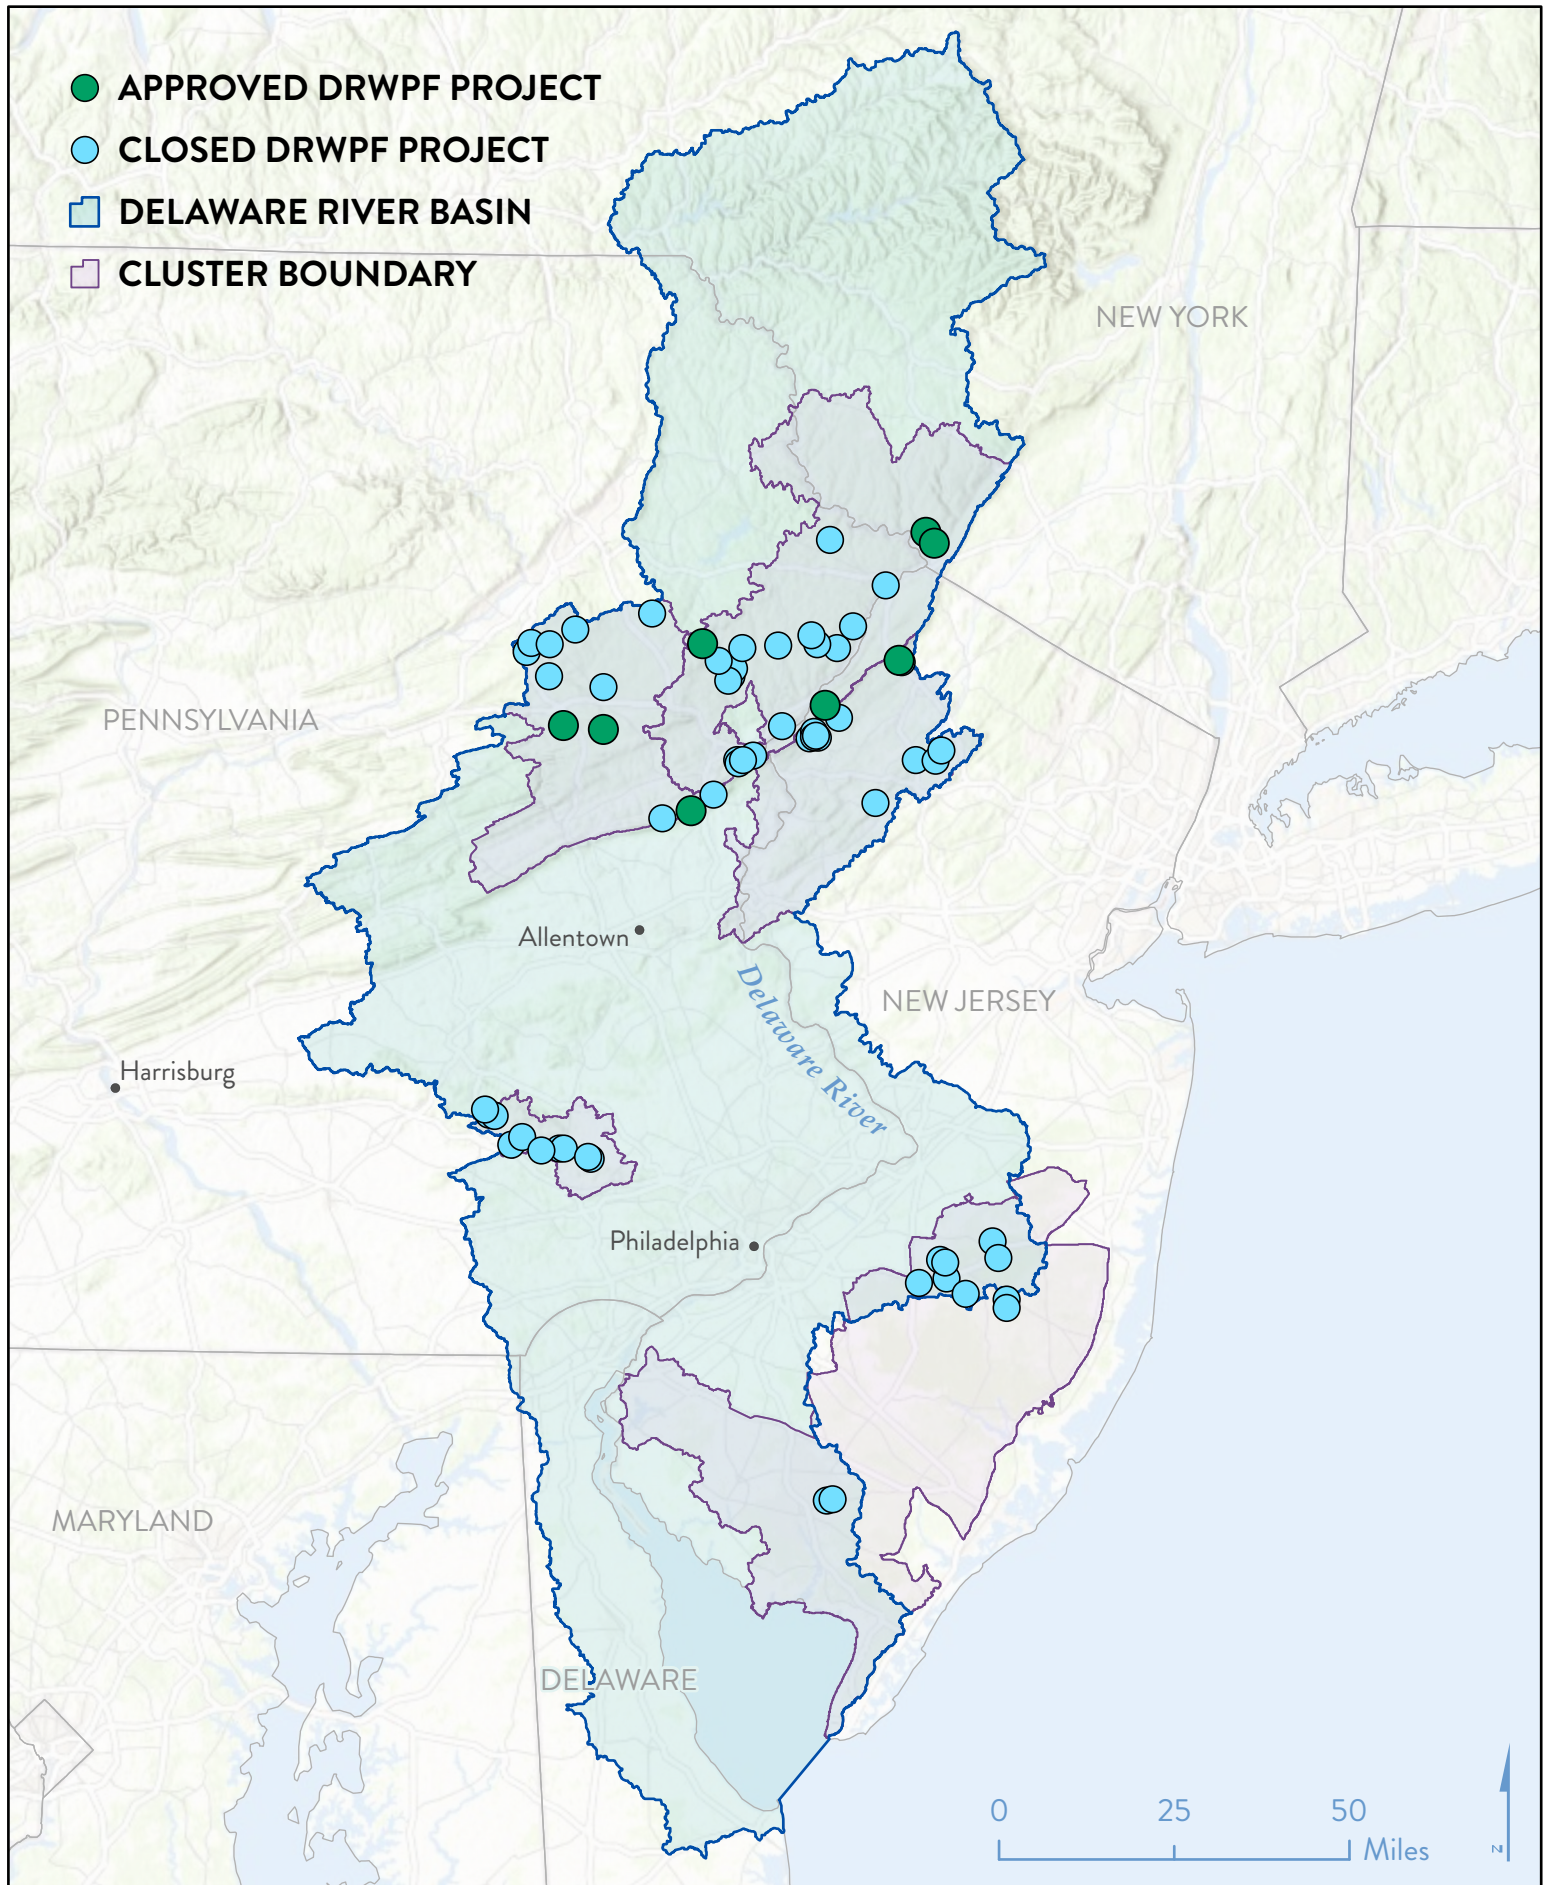 APPROVED DRWPF PROJECT
CLOSED DRWPF PROJECT
DELAWARE RIVER BASIN
CLUSTER BOUNDARY
NEW YORK
PENNSYLVANIA
Allentown
Delaware River
NEW JERSEY
Harrisburg
Philadelphia
MARYLAND
DELAWARE
0 25 50
Miles
N